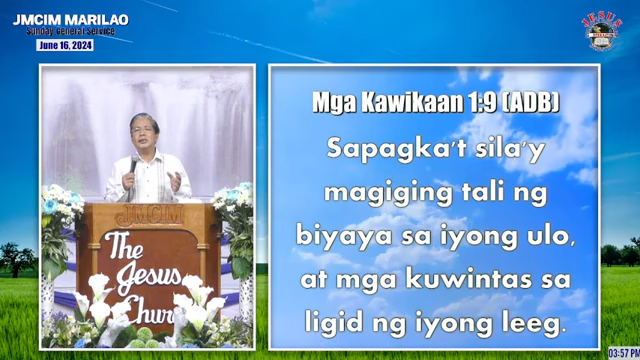 JMCIM MARILAO
Sunday General Service
June 16, 2024
JESUS
Mga Kawikaan 1:9 (ADB)
Sapagka't sila'y
magiging tali ng
biyaya sa iyong ulo,
at mga kuwintas sa
ligid ng iyong leeg.
JMCIM
The
Jesus
Church
03:57 PM